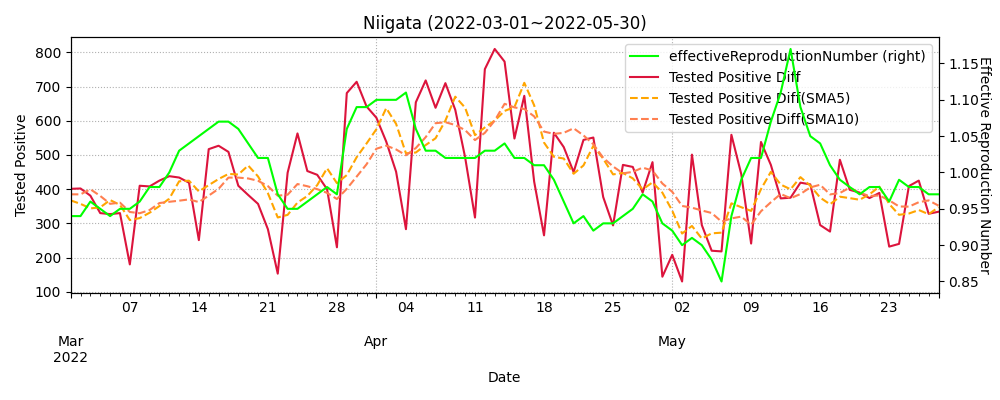 Niigata (2022-03-01~2022-05-30)
effectiveReproductionNumber (right)
Tested Positive Diff
Tested Positive Diff(SMA5)
Tested Positive Diff(SMA10)
Tested Positive
800
700
600
500
400
300
200
100
1.15
1.10
1.05
1.00
0.95
0.90
0.85
Effective Reproduction Number
07 14 21 28 04 11 18 25 02 09 16 23
Mar Apr May
2022
Date